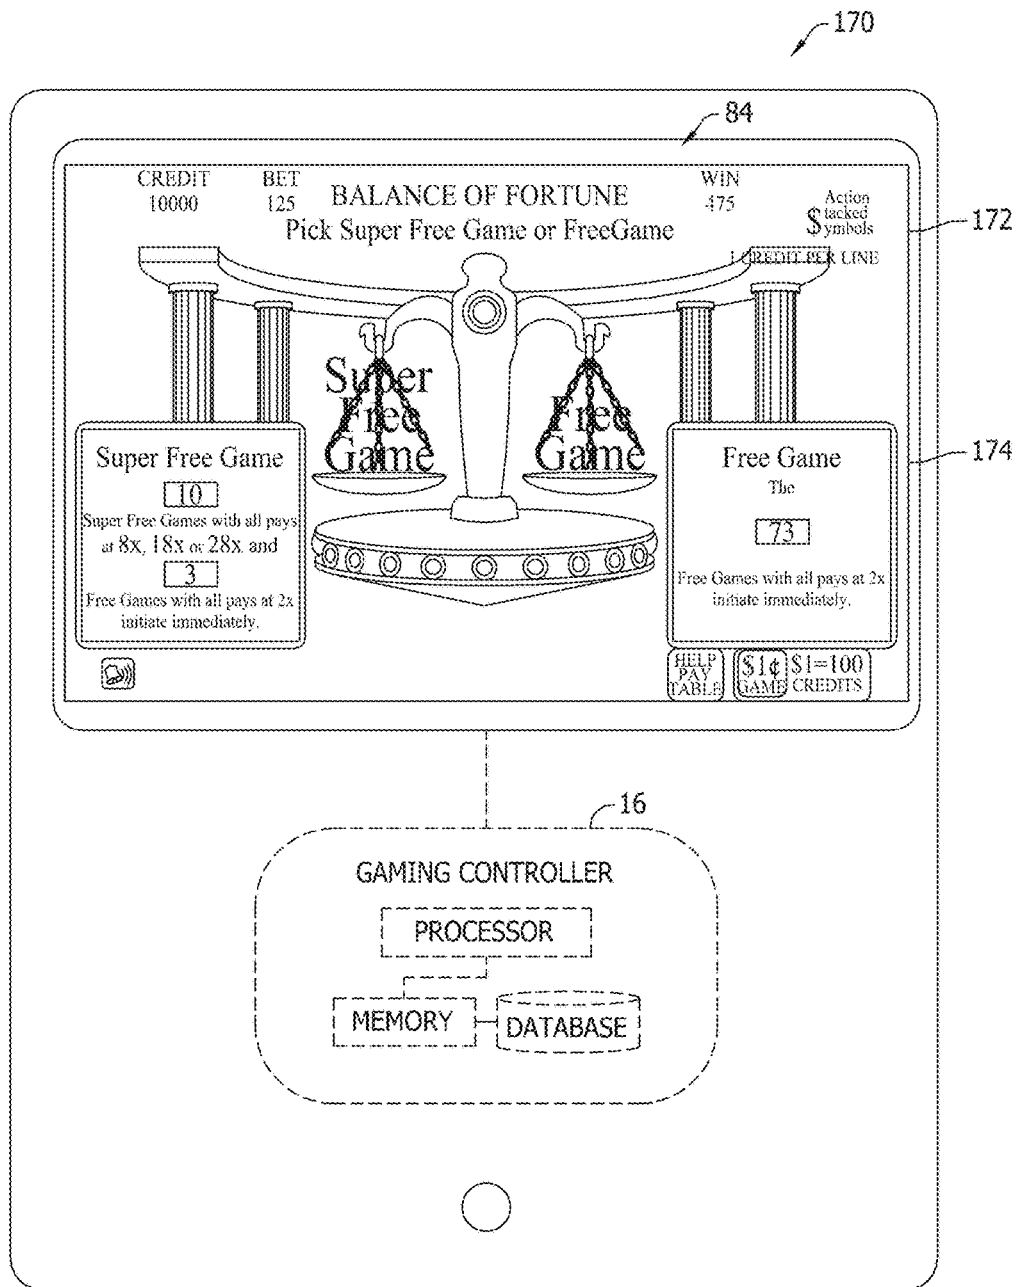 170
84
CREDIT BET WIN
10000 125 475
BALANCE OF FORTUNE
Pick Super Free Game or FreeGame
$ Action
tacked
ymbols
172
1 CREDIT PER LINE
Super
Free
Game
Free
Game
174
Super Free Game
10
Super Free Games with all pays
at 8x, 18x or 28x and
3
Free Games with all pays at 2x
initiate immediately.
Free Game
The
73
Free Games with all pays at 2x
initiate immediately.
HELP
PAY
TABLE
$1¢
GAME
$1=100
CREDITS
16
GAMING CONTROLLER
PROCESSOR
MEMORY
DATABASE